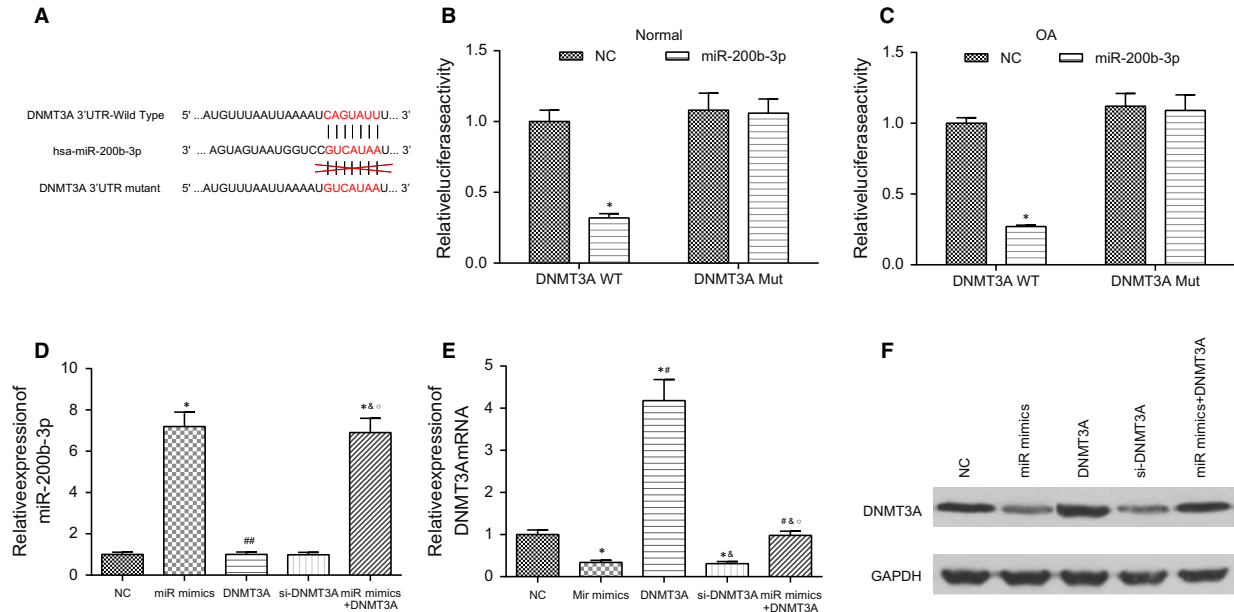 A
DNMT3A 3'UTR-Wild Type 5' ...AUGUUUAAUUAAAAUCAGUAUUU... 3'
hsa-miR-200b-3p 3' ... AGUAGUAAUGGUCCGUCAUAAU... 3'
DNMT3A 3'UTR mutant 5' ...AUGUUUAAUUAAAAUGUCAUAAU... 3'
B
Normal
NC miR-200b-3p
Relativeluciferaseactivity
1.5
1.0
0.5
0.0
*
DNMT3A WT DNMT3A Mut
C
OA
NC miR-200b-3p
Relativeluciferaseactivity
1.5
1.0
0.5
0.0
*
DNMT3A WT DNMT3A Mut
D
Relativeexpressionof
miR-200b-3p
10
8
6
4
2
0
*
##
*& ○
NC miR mimics DNMT3A si-DNMT3A miR mimics
+DNMT3A
E
Relativeexpressionof
DNMT3AmRNA
5
4
3
2
1
0
*
*#
*&
# & ○
NC Mir mimics DNMT3A si-DNMT3A miR mimics
+DNMT3A
F
NC
miR mimics
DNMT3A
si-DNMT3A
miR mimics+DNMT3A
DNMT3A
GAPDH